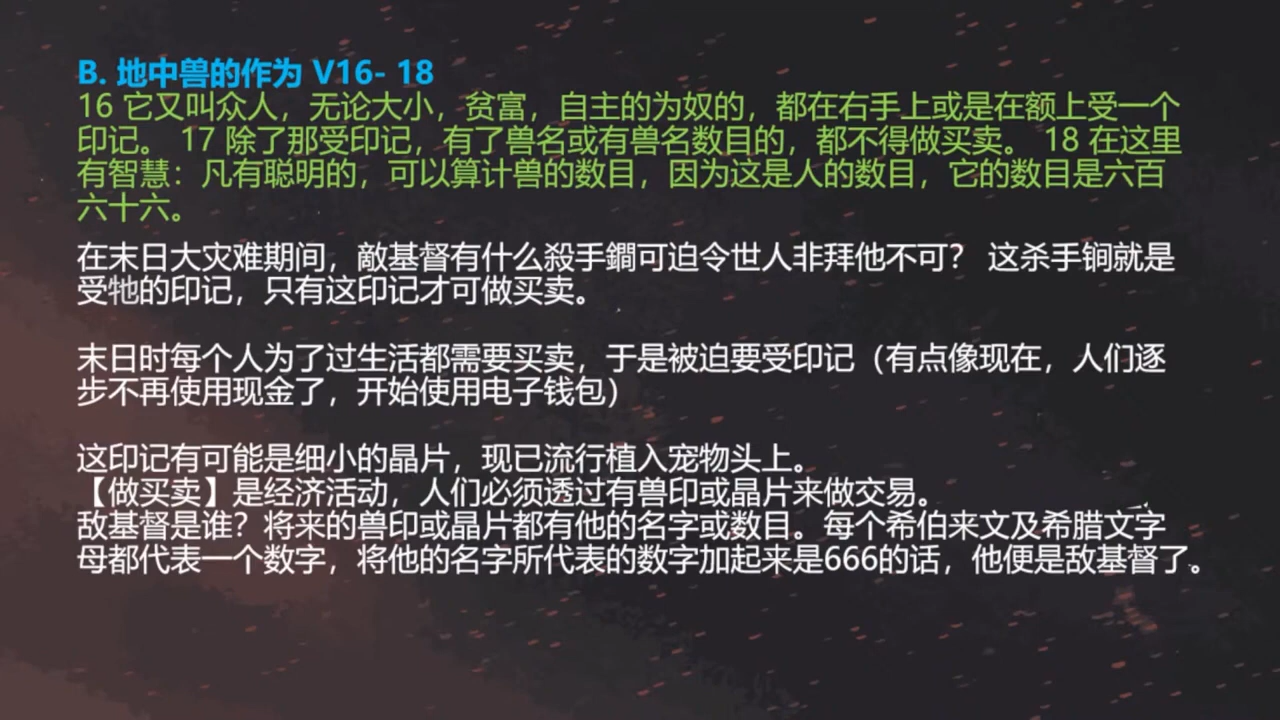 B. 地中兽的作为 V16- 18
16 它又叫众人，无论大小，贫富，自主的为奴的，都在右手上或是在额上受一个
印记。 17 除了那受印记，有了兽名或有兽名数目的，都不得做买卖。 18 在这里
有智慧：凡有聪明的，可以算计兽的数目，因为这是人的数目，它的数目是六百
六十六。
在末日大灾难期间，敵基督有什么殺手鐧可迫令世人非拜他不可？ 这杀手锏就是
受牠的印记，只有这印记才可做买卖。
末日时每个人为了过生活都需要买卖，于是被迫要受印记（有点像现在，人们逐
步不再使用现金了，开始使用电子钱包）
这印记有可能是细小的晶片，现已流行植入宠物头上。
【做买卖】是经济活动，人们必须透过有兽印或晶片来做交易。
敌基督是谁？将来的兽印或晶片都有他的名字或数目。每个希伯来文及希腊文字
母都代表一个数字，将他的名字所代表的数字加起来是666的话，他便是敌基督了。